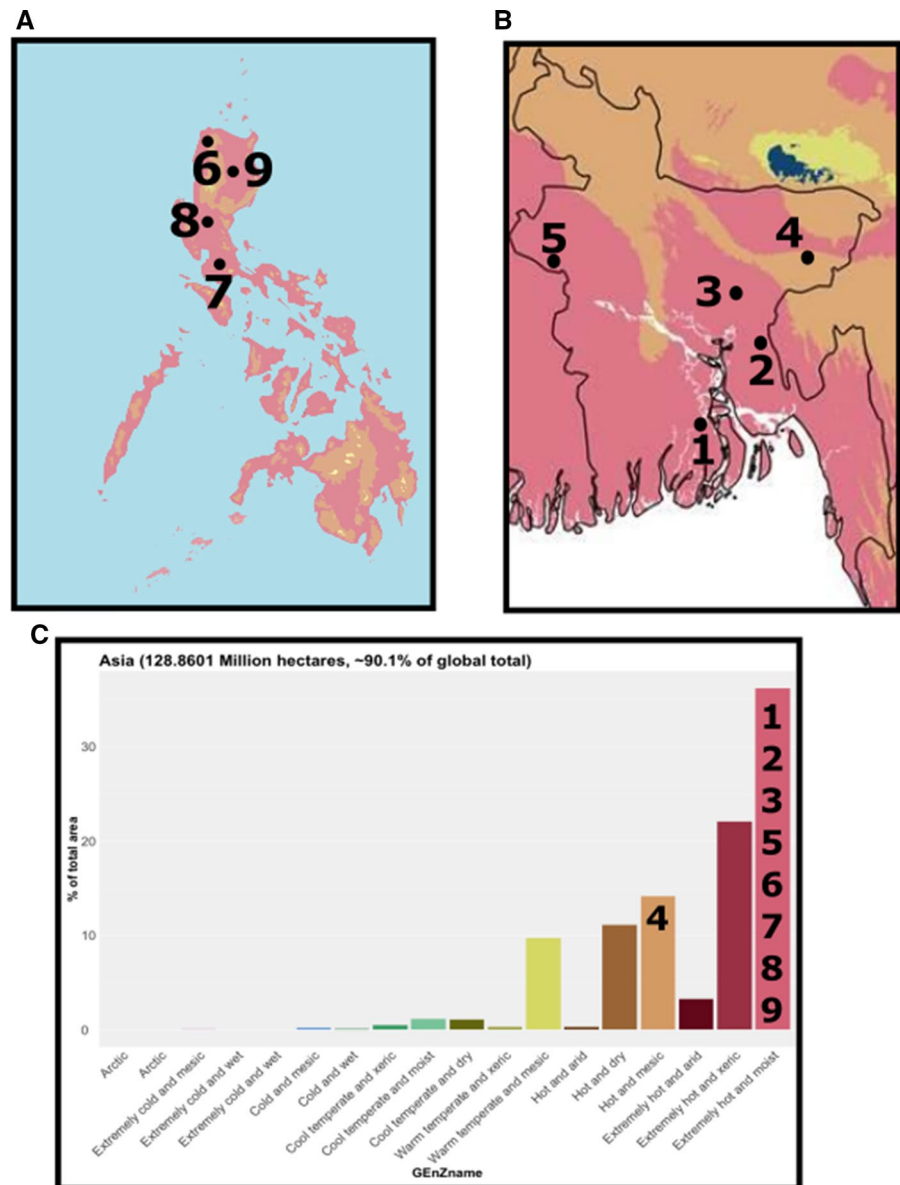 A
B
6
9
8
7
5
4
3
2
1
C
Asia (128.8601 Million hectares, ~90.1% of global total)
% of total area
30
20
10
0
1
2
3
5
6
7
8
9
4
Arctic
Arctic
Extremely cold and mesic
Extremely cold and wet
Extremely cold and wet
Cold and mesic
Cold and wet
Cool temperate and xeric
Cool temperate and moist
Cool temperate and dry
Warm temperate and xeric
Warm temperate and mesic
Hot and arid
Hot and dry
Hot and mesic
Extremely hot and arid
Extremely hot and xeric
Extremely hot and moist
GEnZname